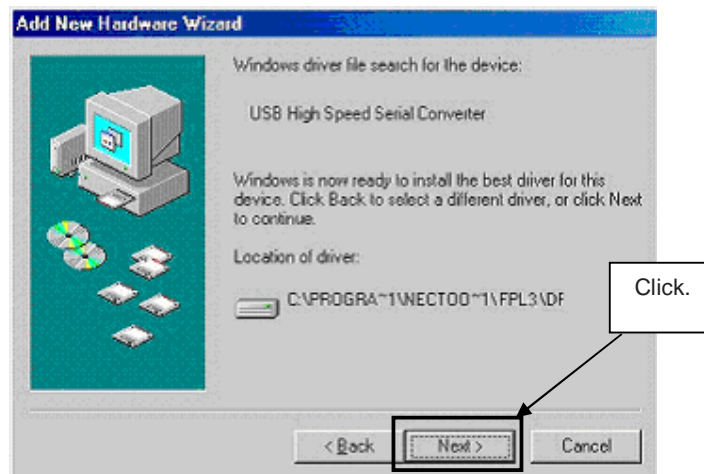 Add New Hardware Wizard
Windows driver file search for the device:
USB High Speed Serial Converter
Windows is now ready to install the best driver for this
device. Click Back to select a different driver, or click Next
to continue.
Location of driver:
C:\PROGRA~1\NECTOO~1\FPL3\DF
Click.
< Back
Next >
Cancel